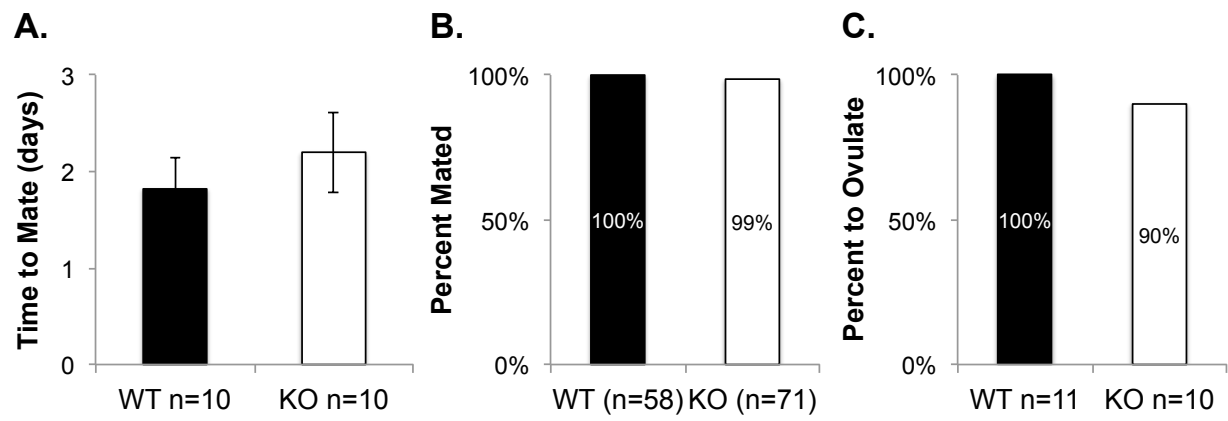 A.
Time to Mate (days)
3
2
1
0
WT n=10
KO n=10
B.
Percent Mated
100%
50%
0%
100%
99%
WT (n=58)
KO (n=71)
C.
Percent to Ovulate
100%
50%
0%
100%
90%
WT n=11
KO n=10